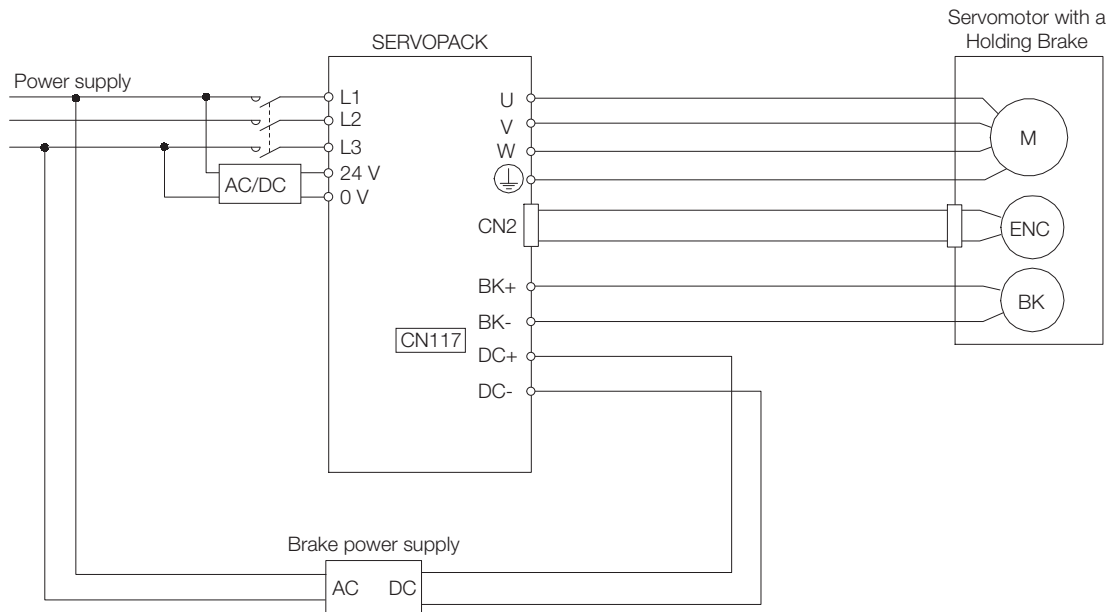 Servomotor with a
Holding Brake
SERVOPACK
Power supply
L1
L2
L3
24 V
0 V
AC/DC
U
V
W
CN2
BK+
BK-
CN117
DC+
DC-
M
ENC
BK
Brake power supply
AC DC